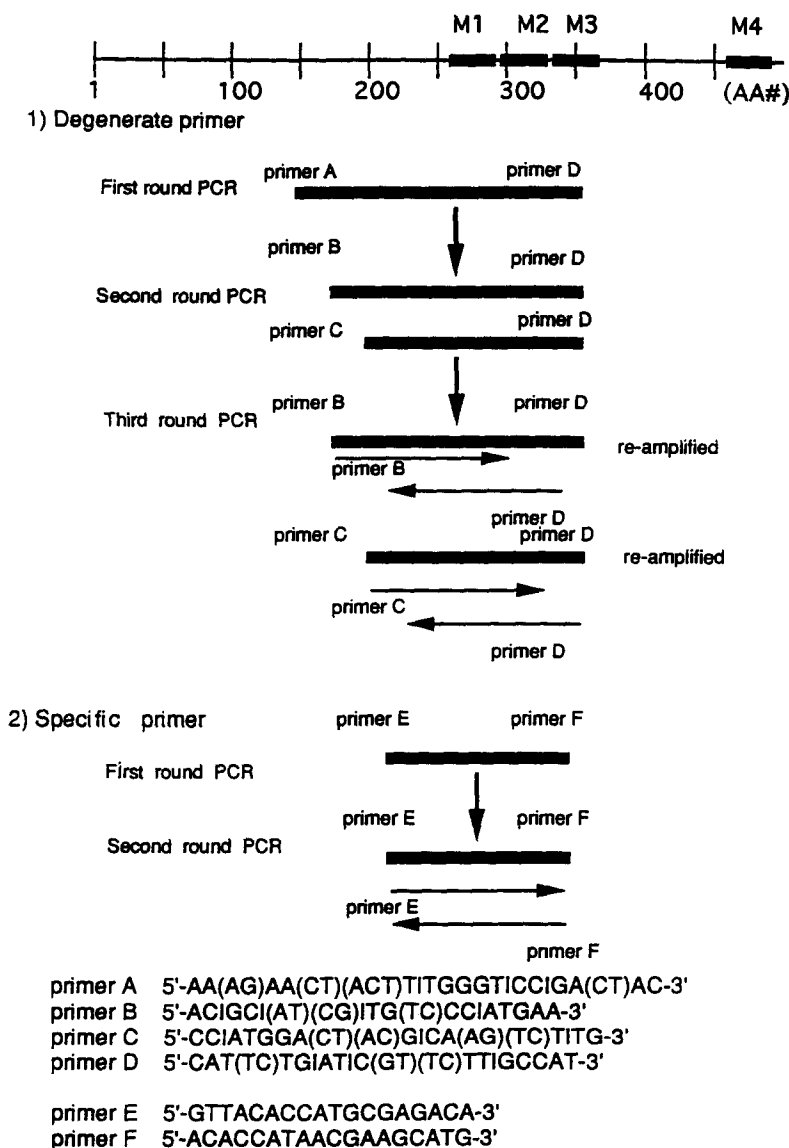 M1 M2 M3 M4
1 100 200 300 400 (AA#)
1) Degenerate primer
primer A primer D
First round PCR
primer B primer D
Second round PCR
primer C primer D
Third round PCR primer B primer D
re-amplified
primer B
primer D
primer C primer D
re-amplified
primer C
primer D
2) Specific primer primer E primer F
First round PCR
primer E primer F
Second round PCR
primer E
primer F
primer A 5'-AA(AG)AA(CT)(ACT)TITGGGTICCIGA(CT)AC-3'
primer B 5'-ACIGCI(AT)(CG)ITG(TC)CCIATGAA-3'
primer C 5'-CCIATGGA(CT)(AC)GICA(AG)(TC)TITG-3'
primer D 5'-CAT(TC)TGIATIC(GT)(TC)TTIGCCAT-3'
primer E 5'-GTTACACCATGCGAGACA-3'
primer F 5'-ACACCATAACGAAGCATG-3'